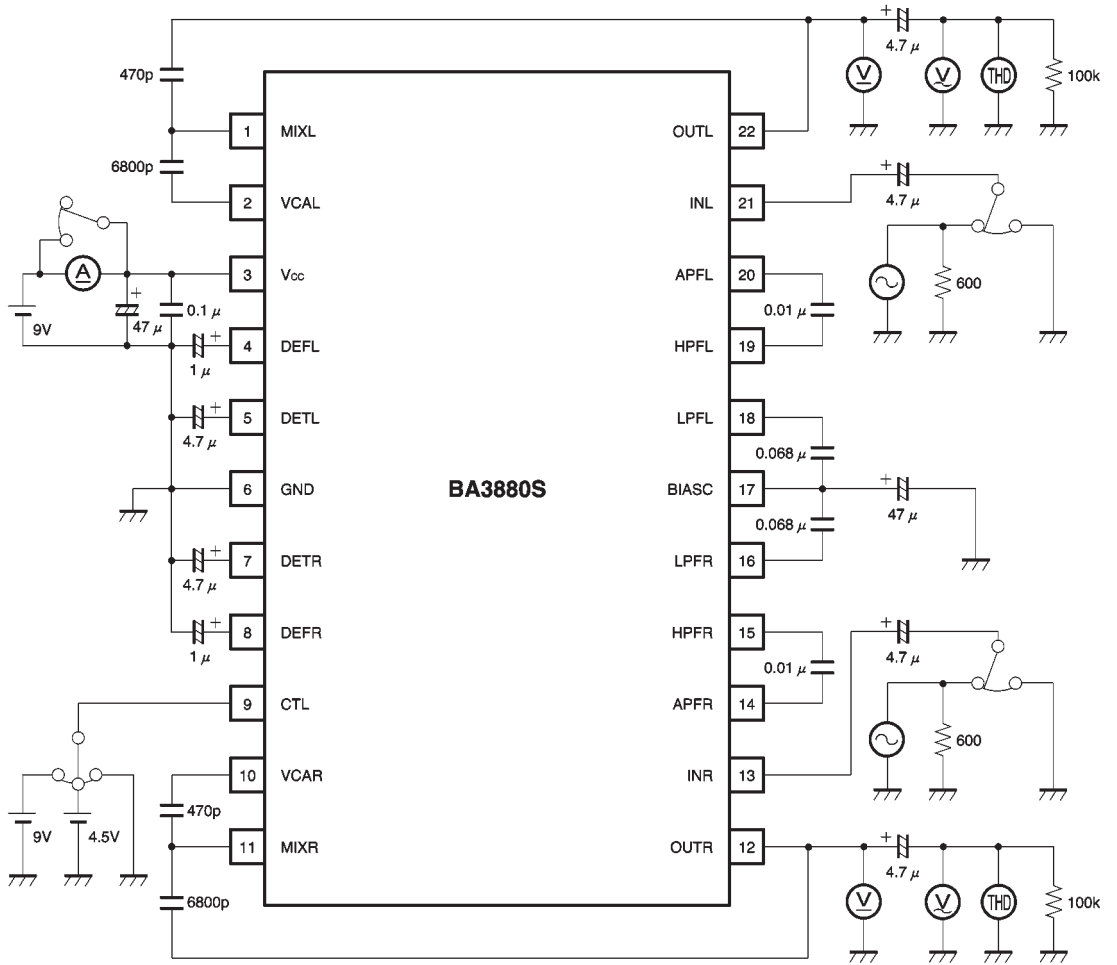 +
4.7 μ
V
V
THD
100k
470p
1 MIXL
OUTL 22
6800p
+
4.7 μ
2 VCAL
INL 21
A
3 Vcc
APFL 20
600
+
9V
47 μ
0.1 μ
0.01 μ
+
4 DEFL
HPFL 19
1 μ
+
5 DETL
LPFL 18
4.7 μ
0.068 μ
6 GND
BA3880S
BIASC 17
+
47 μ
0.068 μ
+
7 DETR
LPFR 16
4.7 μ
+
8 DEFR
HPFR 15
+
4.7 μ
1 μ
0.01 μ
9 CTL
APFR 14
600
10 VCAR
INR 13
470p
9V
4.5V
11 MIXR
OUTR 12
+
4.7 μ
6800p
V
V
THD
100k